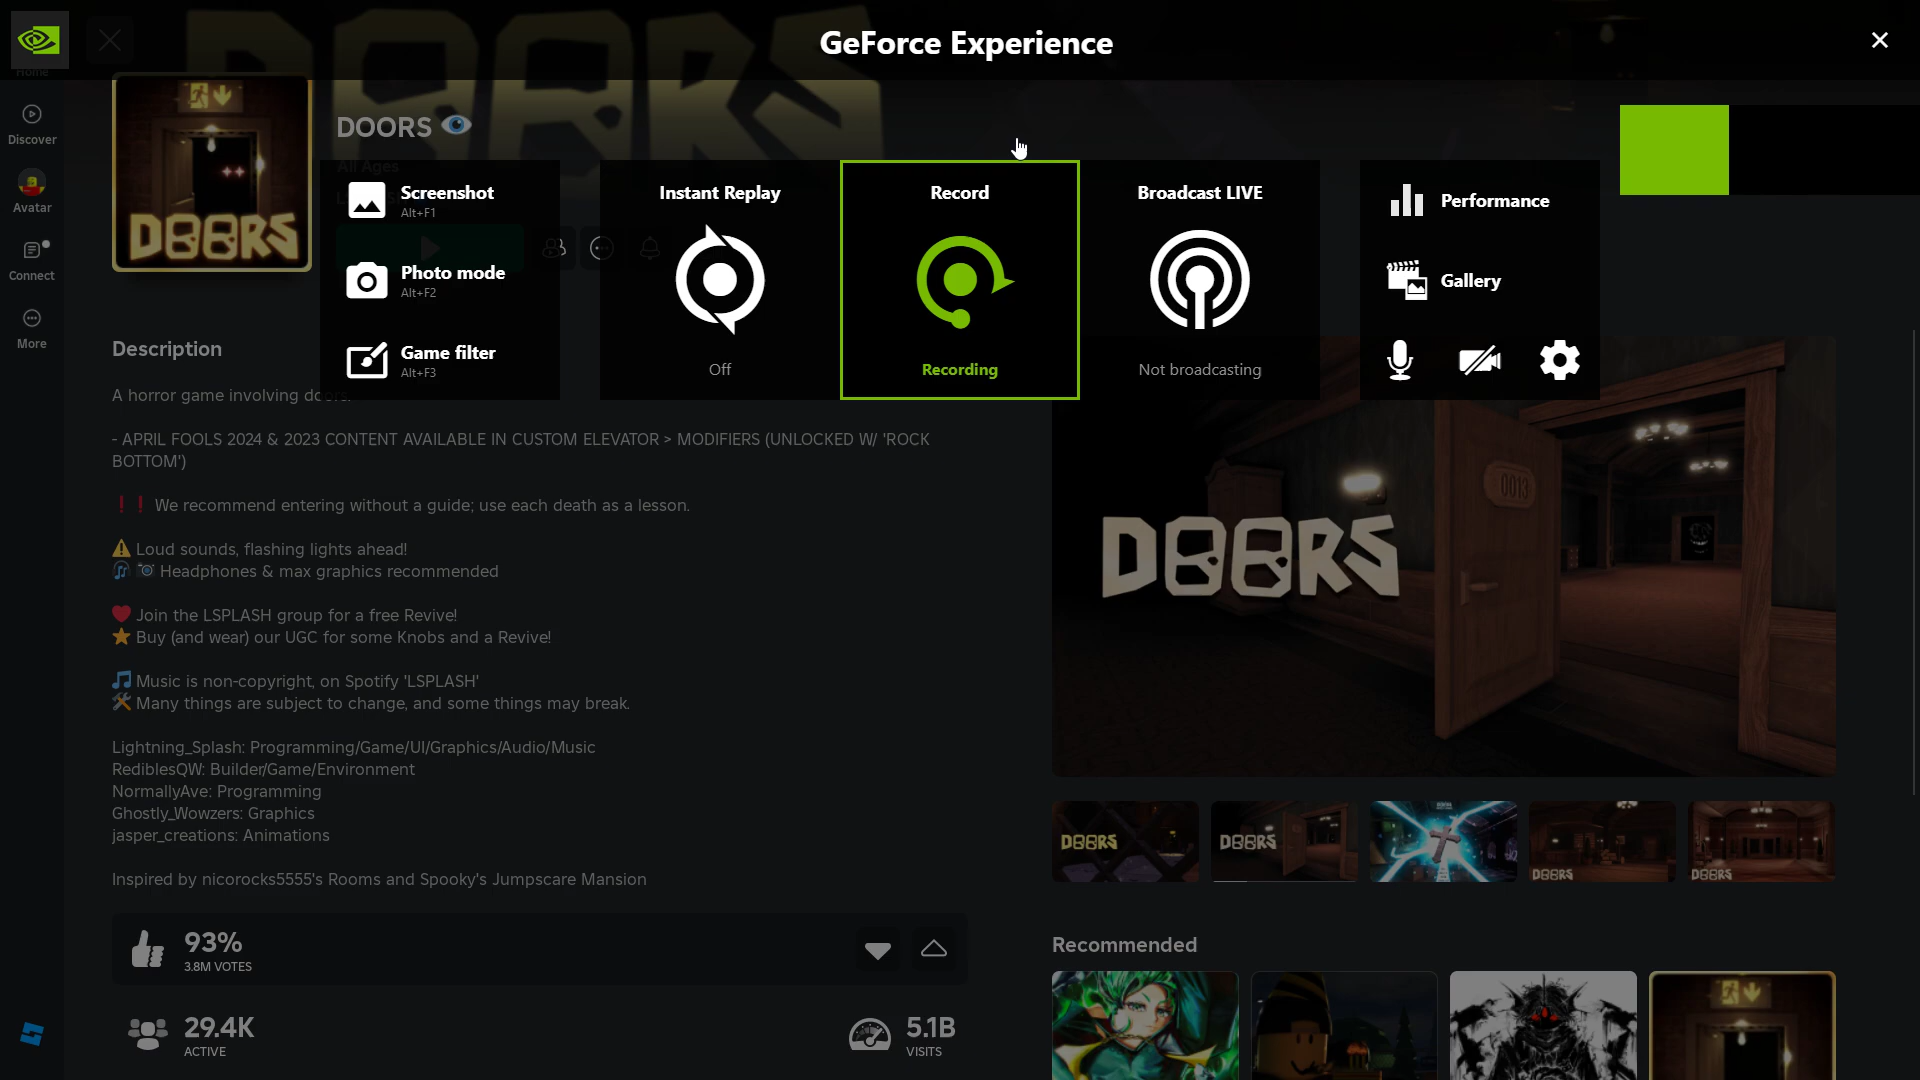 GeForce Experience
Home
Discover
Avatar
Connect
More
DOORS
DOORS
DOORS
All Ages
Screenshot
Alt+F1
Photo mode
Alt+F2
Game filter
Alt+F3
Instant Replay
Off
Record
Recording
Broadcast LIVE
Not broadcasting
Performance
Gallery
Description
A horror game involving doors.
- APRIL FOOLS 2024 & 2023 CONTENT AVAILABLE IN CUSTOM ELEVATOR > MODIFIERS (UNLOCKED W/ 'ROCK
BOTTOM')
❗❗ We recommend entering without a guide; use each death as a lesson.
⚠️ Loud sounds, flashing lights ahead!
🎧 📷 Headphones & max graphics recommended
❤️ Join the LSPLASH group for a free Revive!
⭐ Buy (and wear) our UGC for some Knobs and a Revive!
🎵 Music is non-copyright, on Spotify 'LSPLASH'
🛠️ Many things are subject to change, and some things may break.
Lightning_Splash: Programming/Game/UI/Graphics/Audio/Music
RediblesQW: Builder/Game/Environment
NormallyAve: Programming
Ghostly_Wowzers: Graphics
jasper_creations: Animations
Inspired by nicorocks5555's Rooms and Spooky's Jumpscare Mansion
93%
3.8M VOTES
29.4K
ACTIVE
5.1B
VISITS
DOORS
0013
DOORS
DOORS
DOORS
DOORS
Recommended